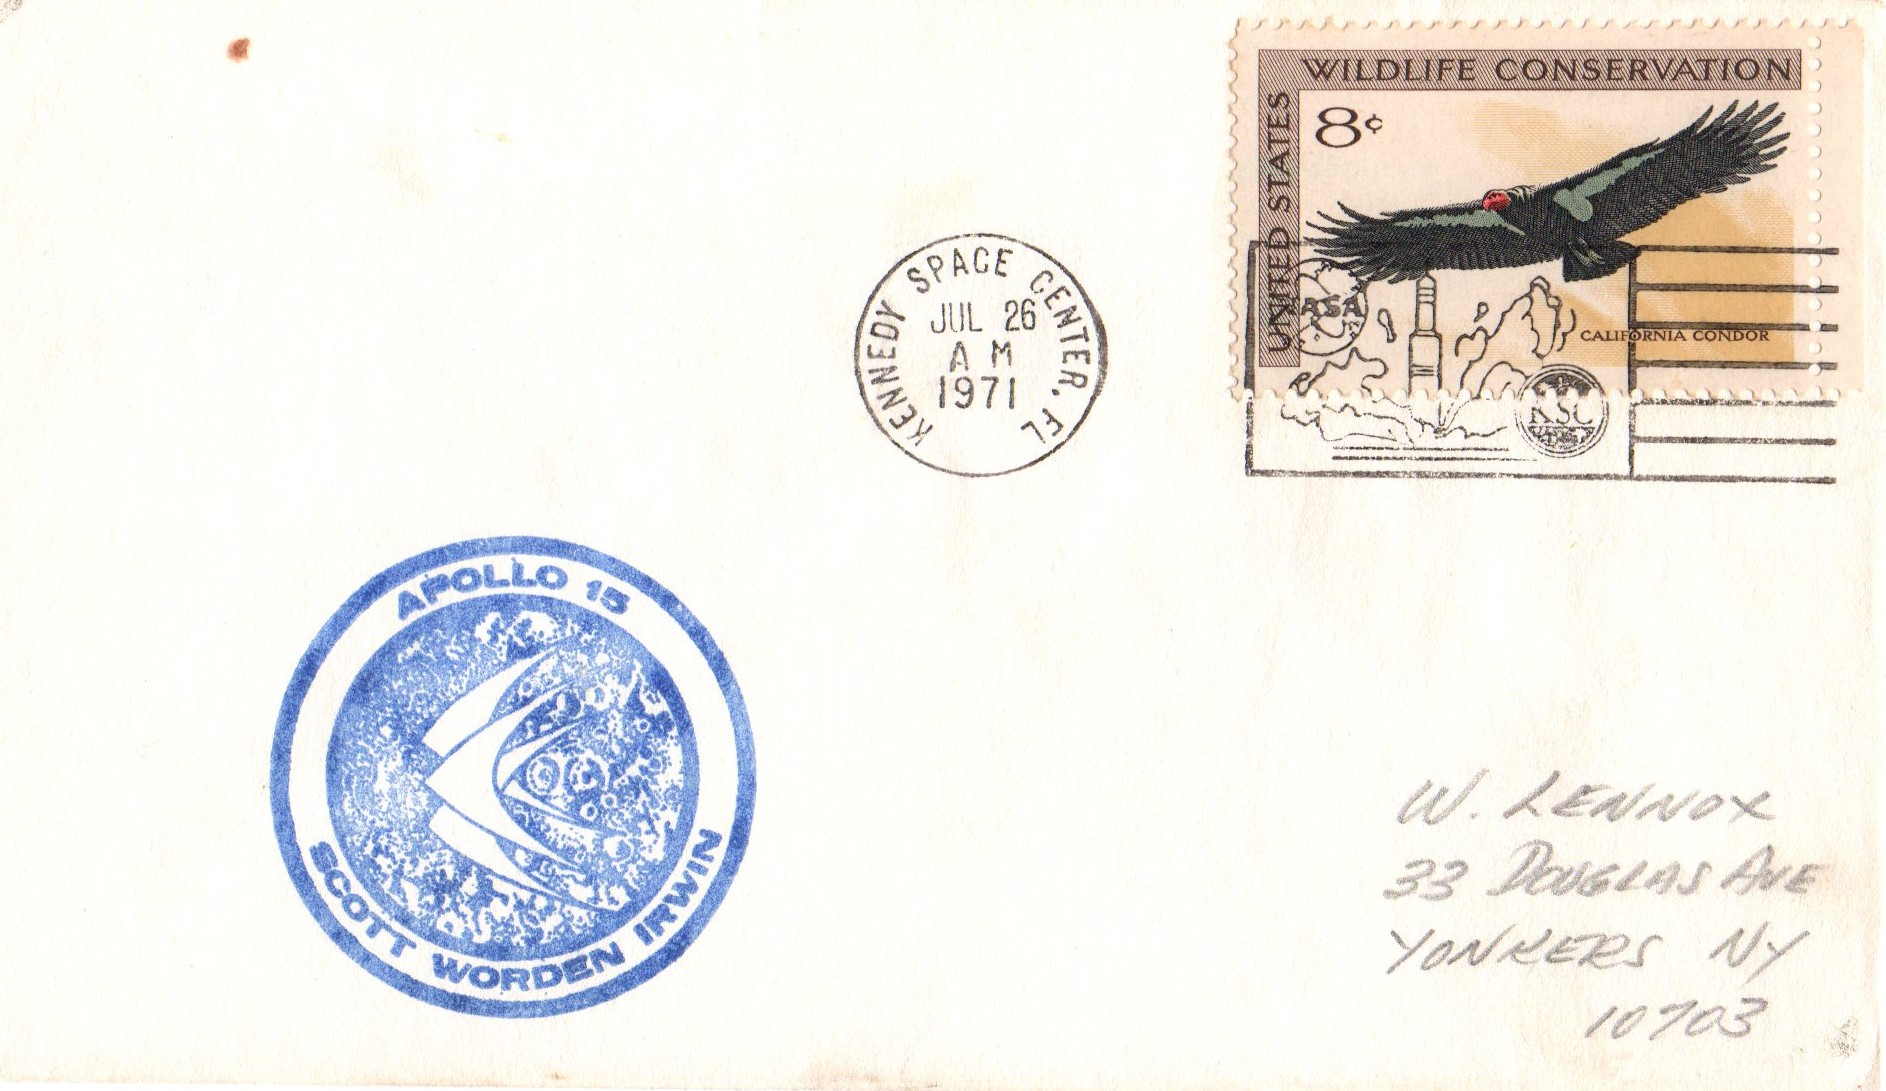 WILDLIFE CONSERVATION
UNITED STATES
8¢
CALIFORNIA CONDOR
KENNEDY SPACE CENTER, FL
JUL 26
A M
1971
NASA
KSC
APOLLO 15
SCOTT WORDEN IRWIN
W. LENNOX
33 DOUGLAS AVE
YONKERS NY
10703